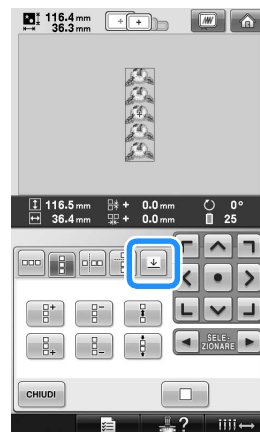 116.4 mm
36.3 mm
116.5 mm + 0.0 mm 0°
36.4 mm + 0.0 mm 25
SELE-
ZIONARE
CHIUDI
?